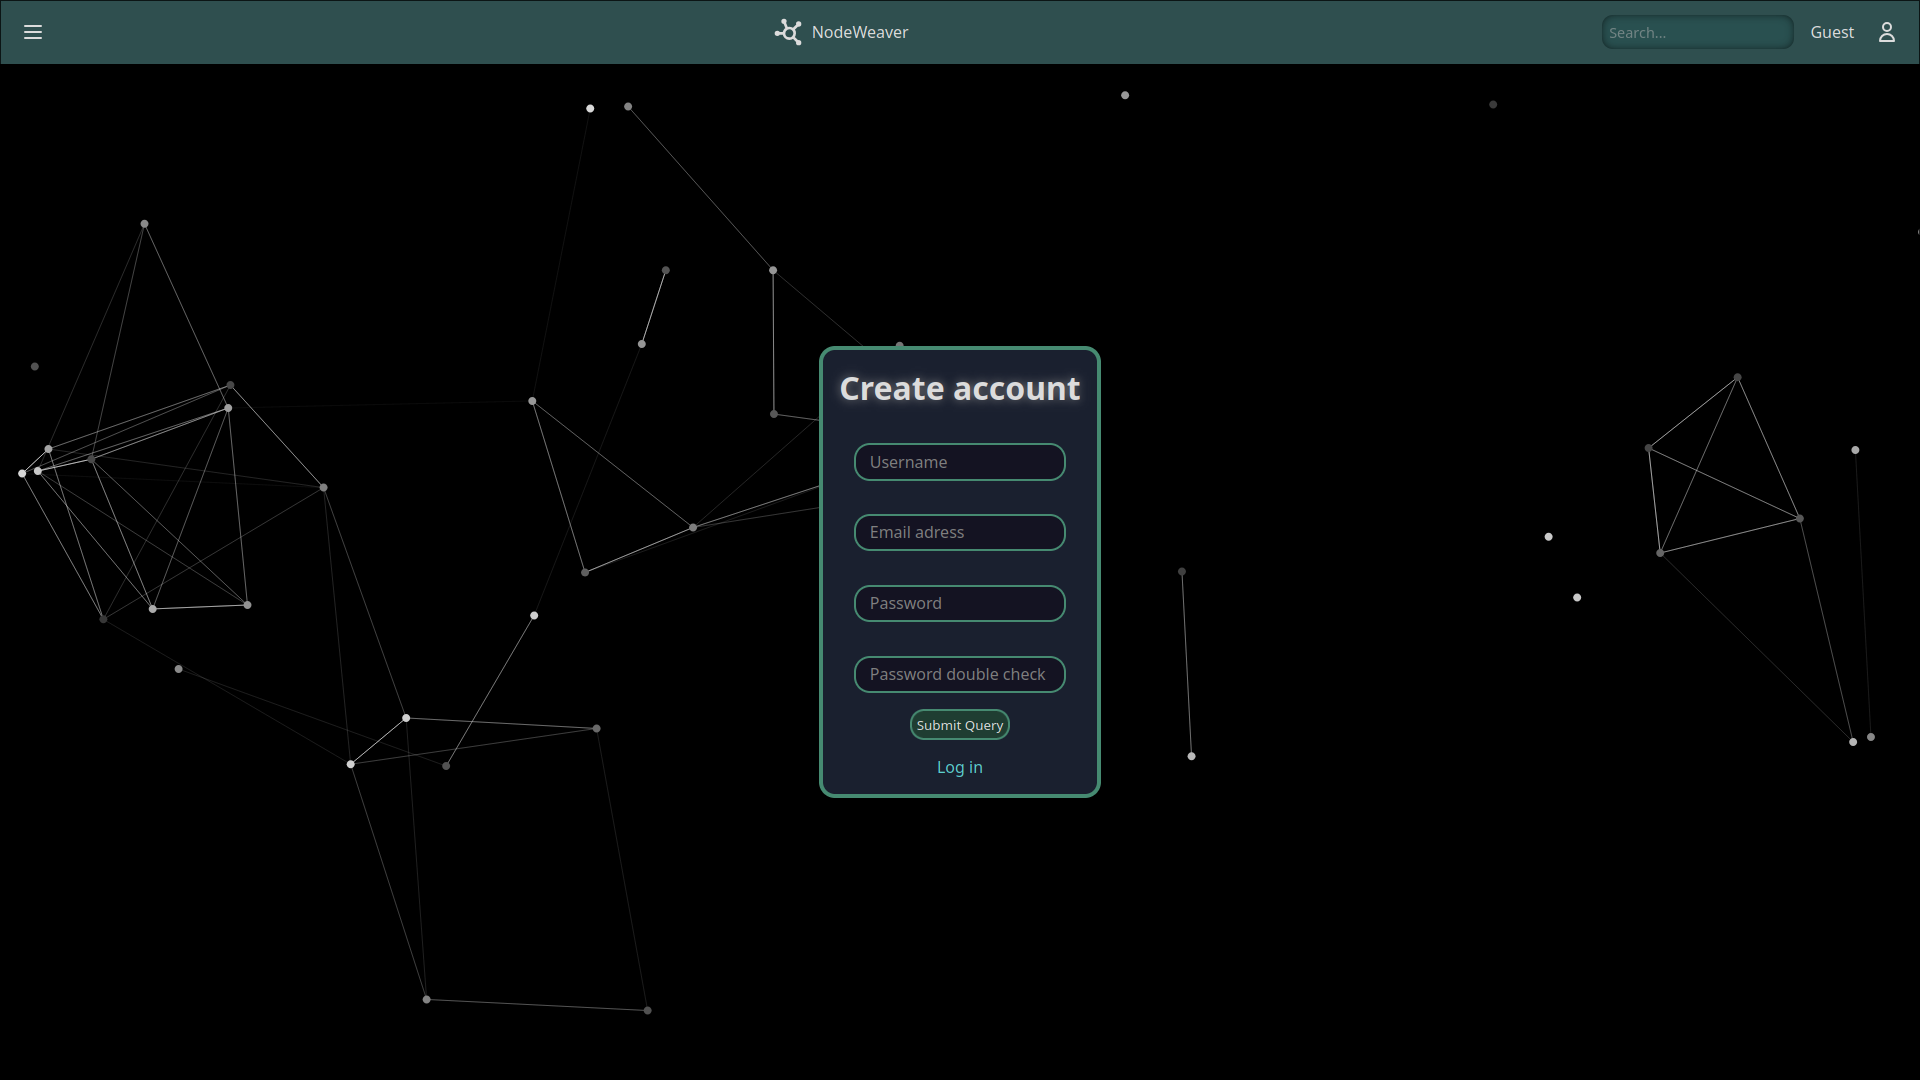 NodeWeaver
Search...
Guest
Create account
Username
Email adress
Password
Password double check
Submit Query
Log in